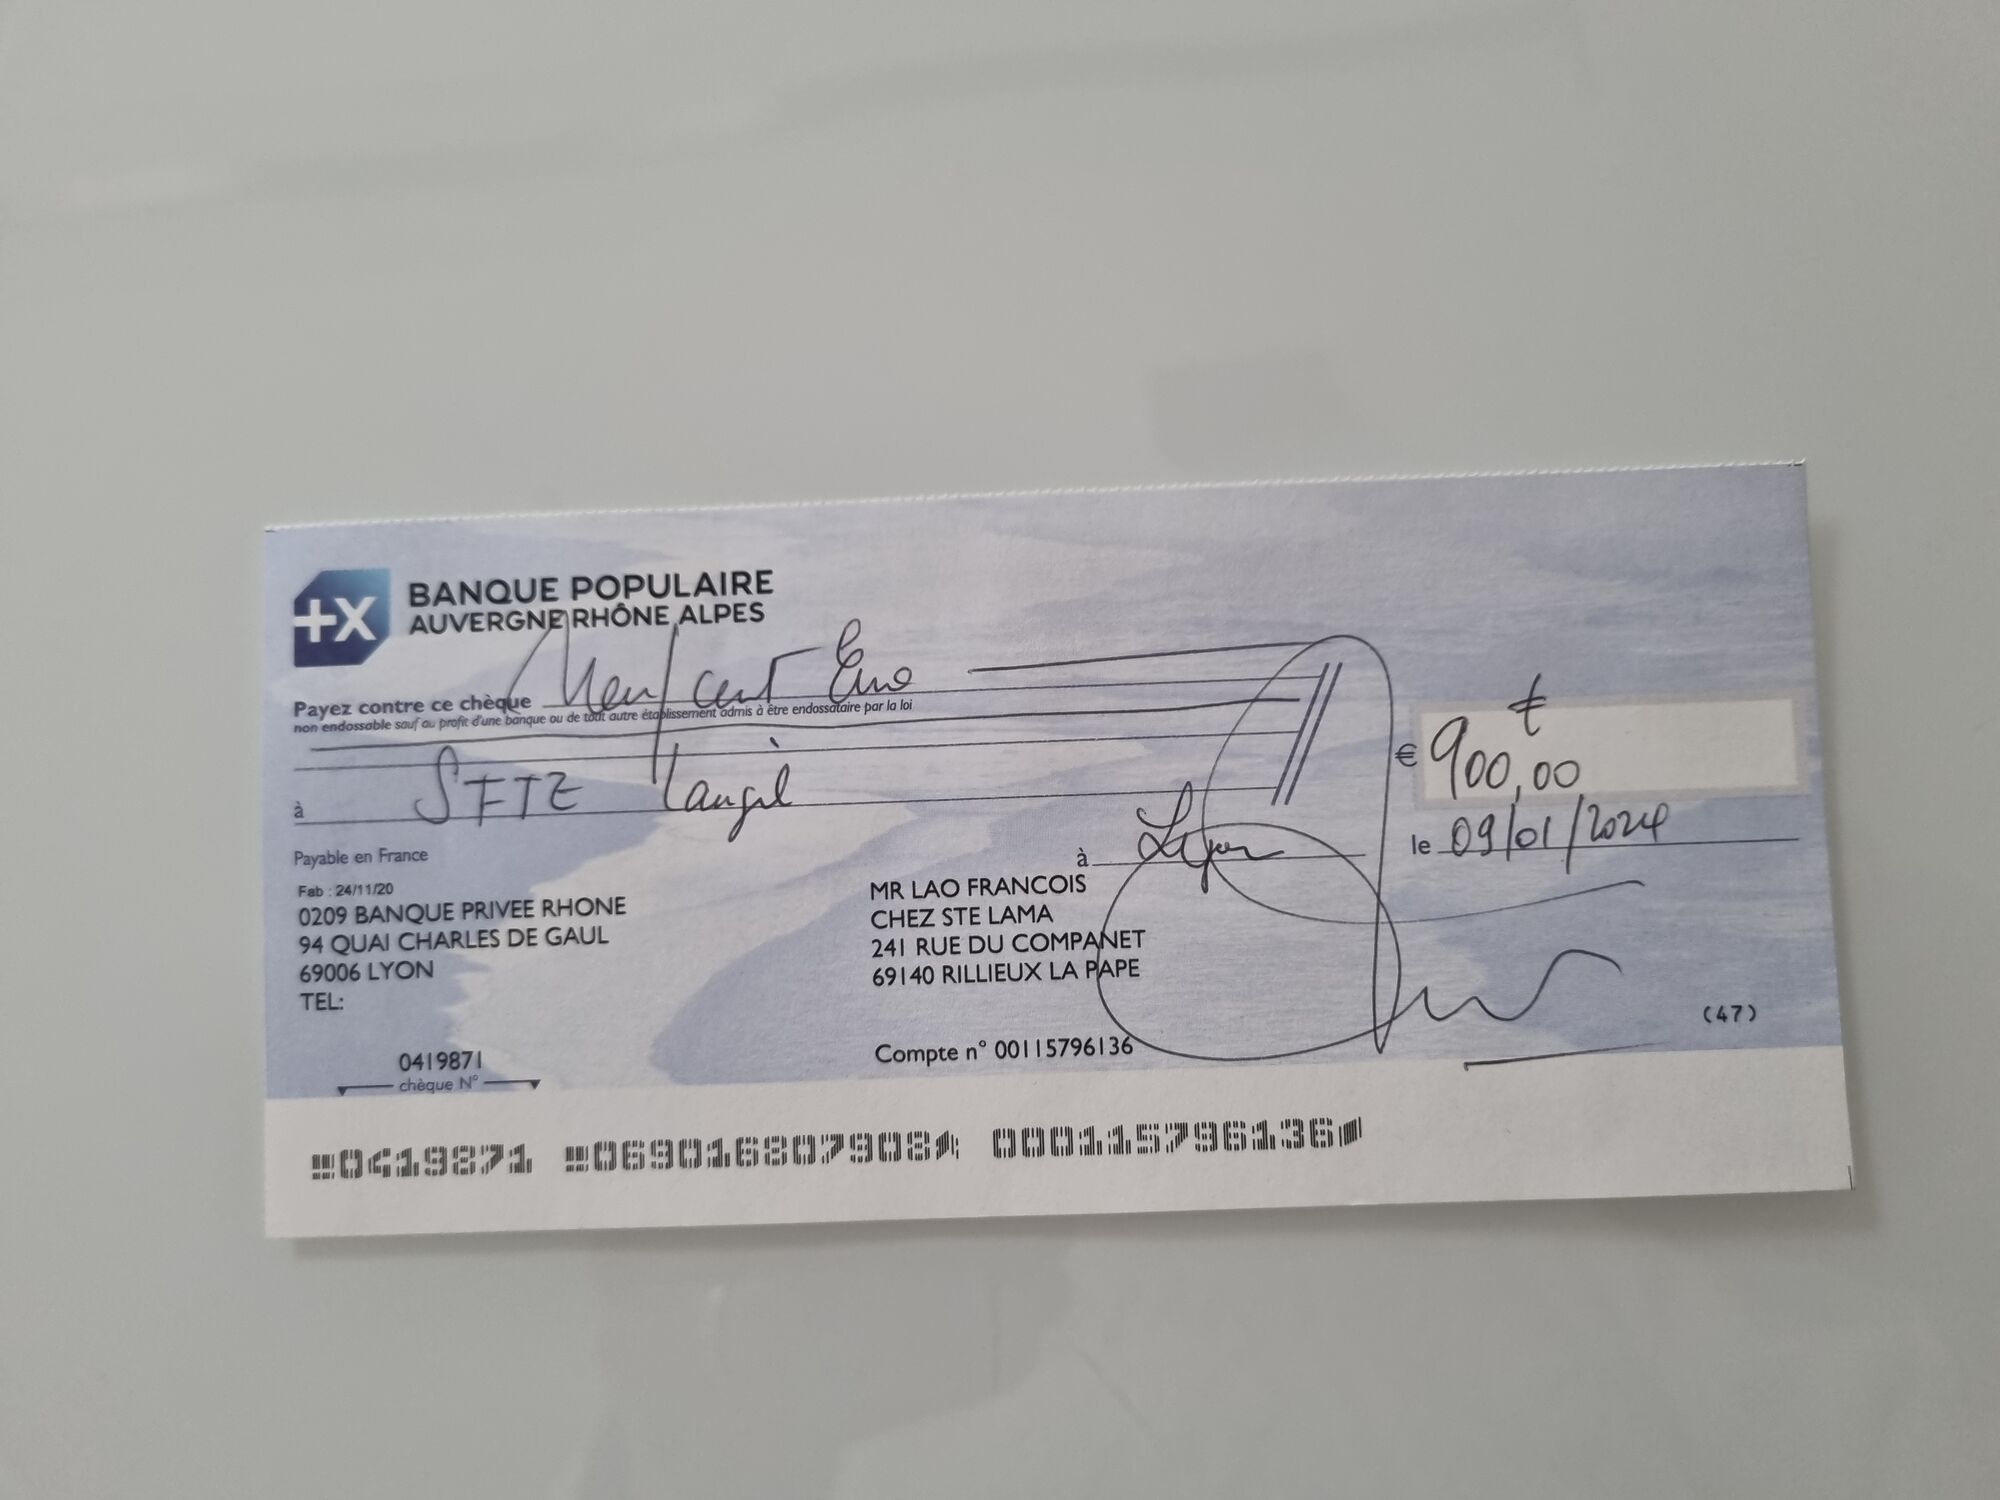 +X BANQUE POPULAIRE
AUVERGNE RHÔNE ALPES
Payez contre ce chèque Neuf cent Euro
non endossable sauf au profit d'une banque ou de tout autre établissement admis à être endossataire par la loi
€ 900,00 €
à
Payable en France
à Lyon le 09/01/2024
Fab : 24/11/20
0209 BANQUE PRIVEE RHONE
94 QUAI CHARLES DE GAUL
69006 LYON
TEL:
MR LAO FRANCOIS
CHEZ STE LAMA
241 RUE DU COMPANET
69140 RILLIEUX LA PAPE
(47)
Compte n° 00115796136
0419871
chèque N°
0419871 069016807908 000115796136